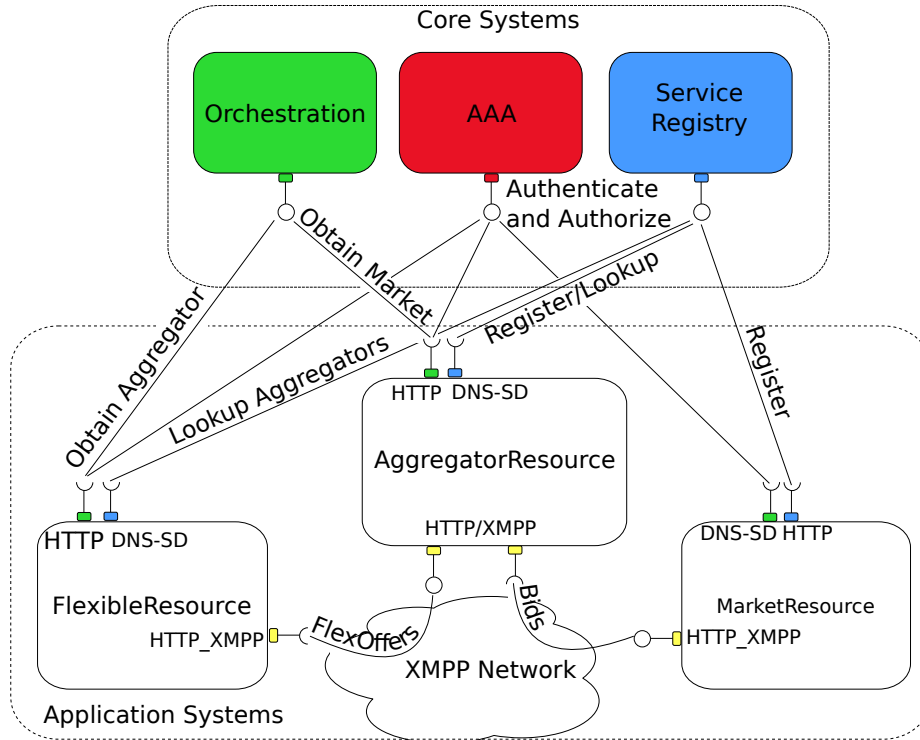 Core Systems
Orchestration
AAA
Service
Registry
Authenticate
and Authorize
Obtain Market
Register/Lookup
Obtain Aggregator
Lookup Aggregators
Register
HTTP DNS-SD
AggregatorResource
HTTP/XMPP
HTTP DNS-SD
FlexibleResource
HTTP_XMPP
DNS-SD HTTP
MarketResource
HTTP_XMPP
FlexOffers
Bids
XMPP Network
Application Systems